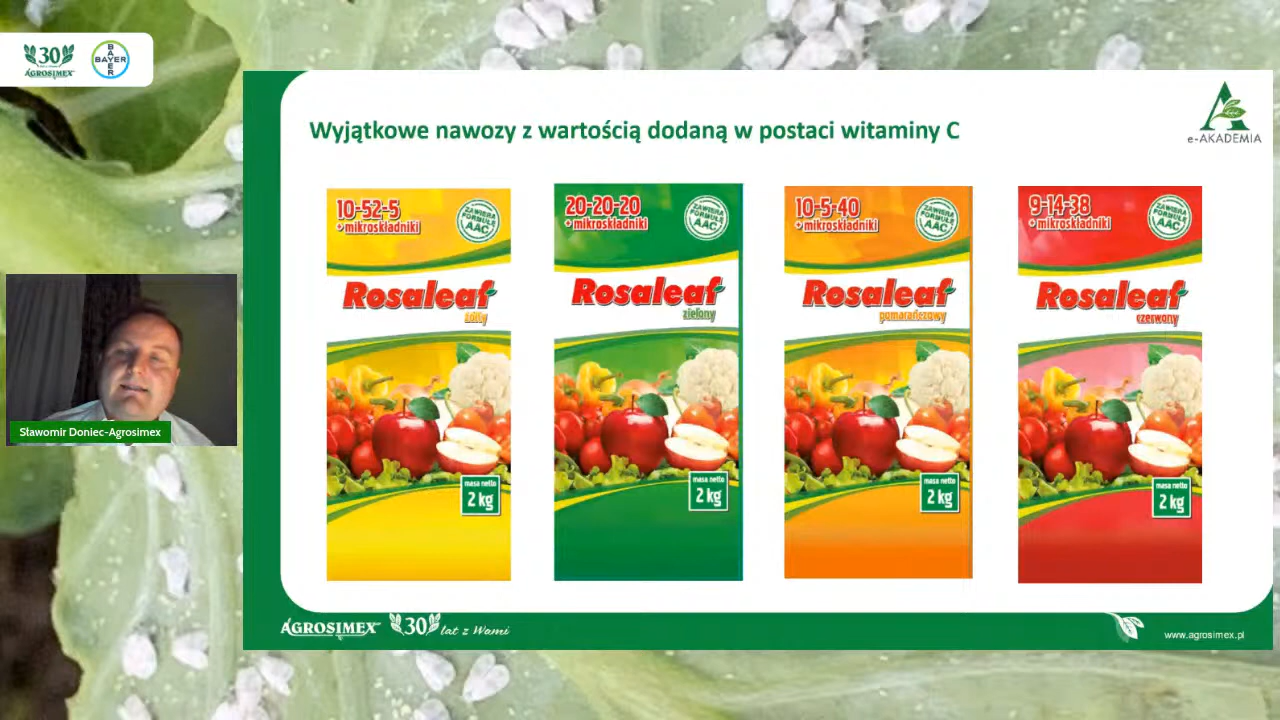 30
AGROSIMEX
BAYER
BAYER
Wyjątkowe nawozy z wartością dodaną w postaci witaminy C
e-AKADEMIA
10-52-5
+mikroskładniki
ZAWIERA
FORMUŁĘ
AAC
Rosaleaf
żółty
masa netto
2 kg
20-20-20
+mikroskładniki
ZAWIERA
FORMUŁĘ
AAC
Rosaleaf
zielony
masa netto
2 kg
10-5-40
+mikroskładniki
ZAWIERA
FORMUŁĘ
AAC
Rosaleaf
pomarańczowy
masa netto
2 kg
9-14-38
+mikroskładniki
ZAWIERA
FORMUŁĘ
AAC
Rosaleaf
czerwony
masa netto
2 kg
Sławomir Doniec-Agrosimex
AGROSIMEX 30 lat z Wami
www.agrosimex.pl